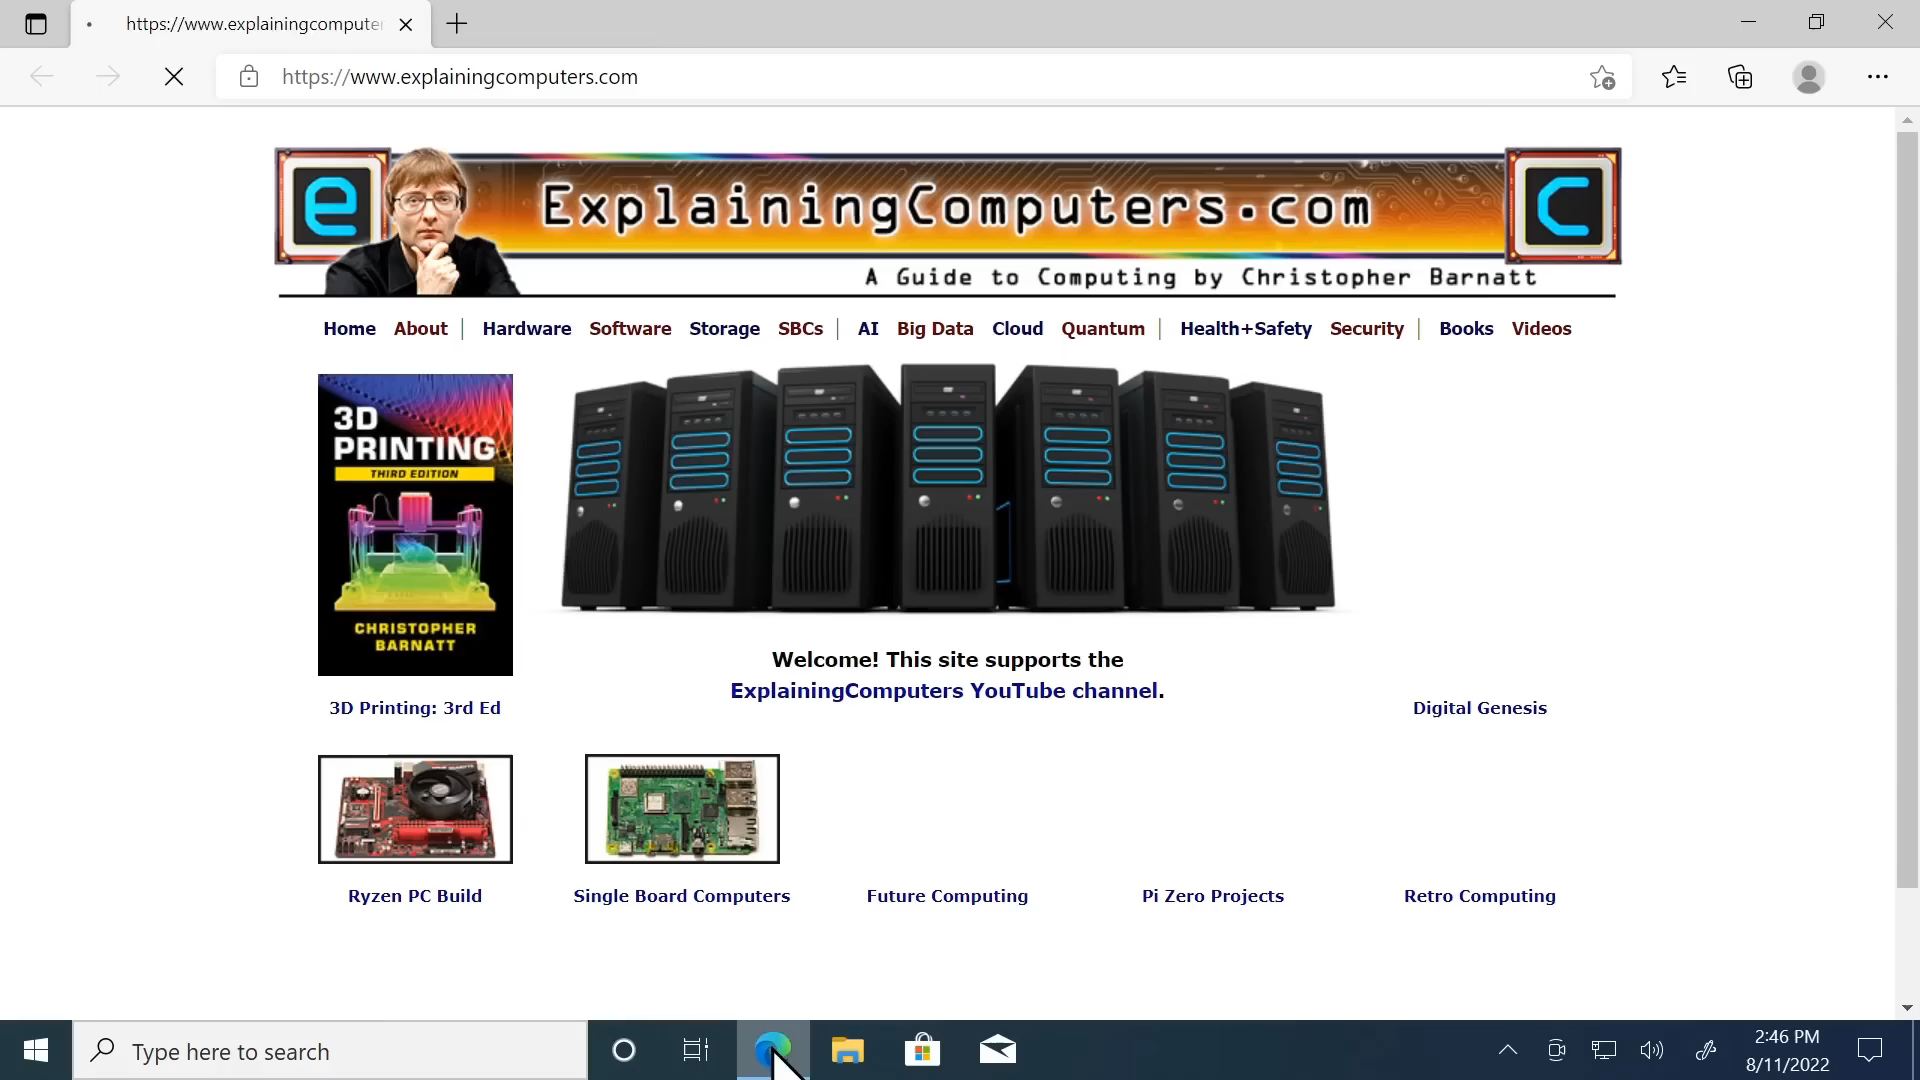 https://www.explainingcompute
https://www.explainingcomputers.com
e ExplainingComputers.com C
A Guide to Computing by Christopher Barnatt
Home About | Hardware Software Storage SBCs | AI Big Data Cloud Quantum | Health+Safety Security | Books Videos
3D
PRINTING
THIRD EDITION
CHRISTOPHER
BARNATT
Welcome! This site supports the
ExplainingComputers YouTube channel.
3D Printing: 3rd Ed
Digital Genesis
Ryzen PC Build
Single Board Computers
Future Computing
Pi Zero Projects
Retro Computing
Type here to search
2:46 PM
8/11/2022